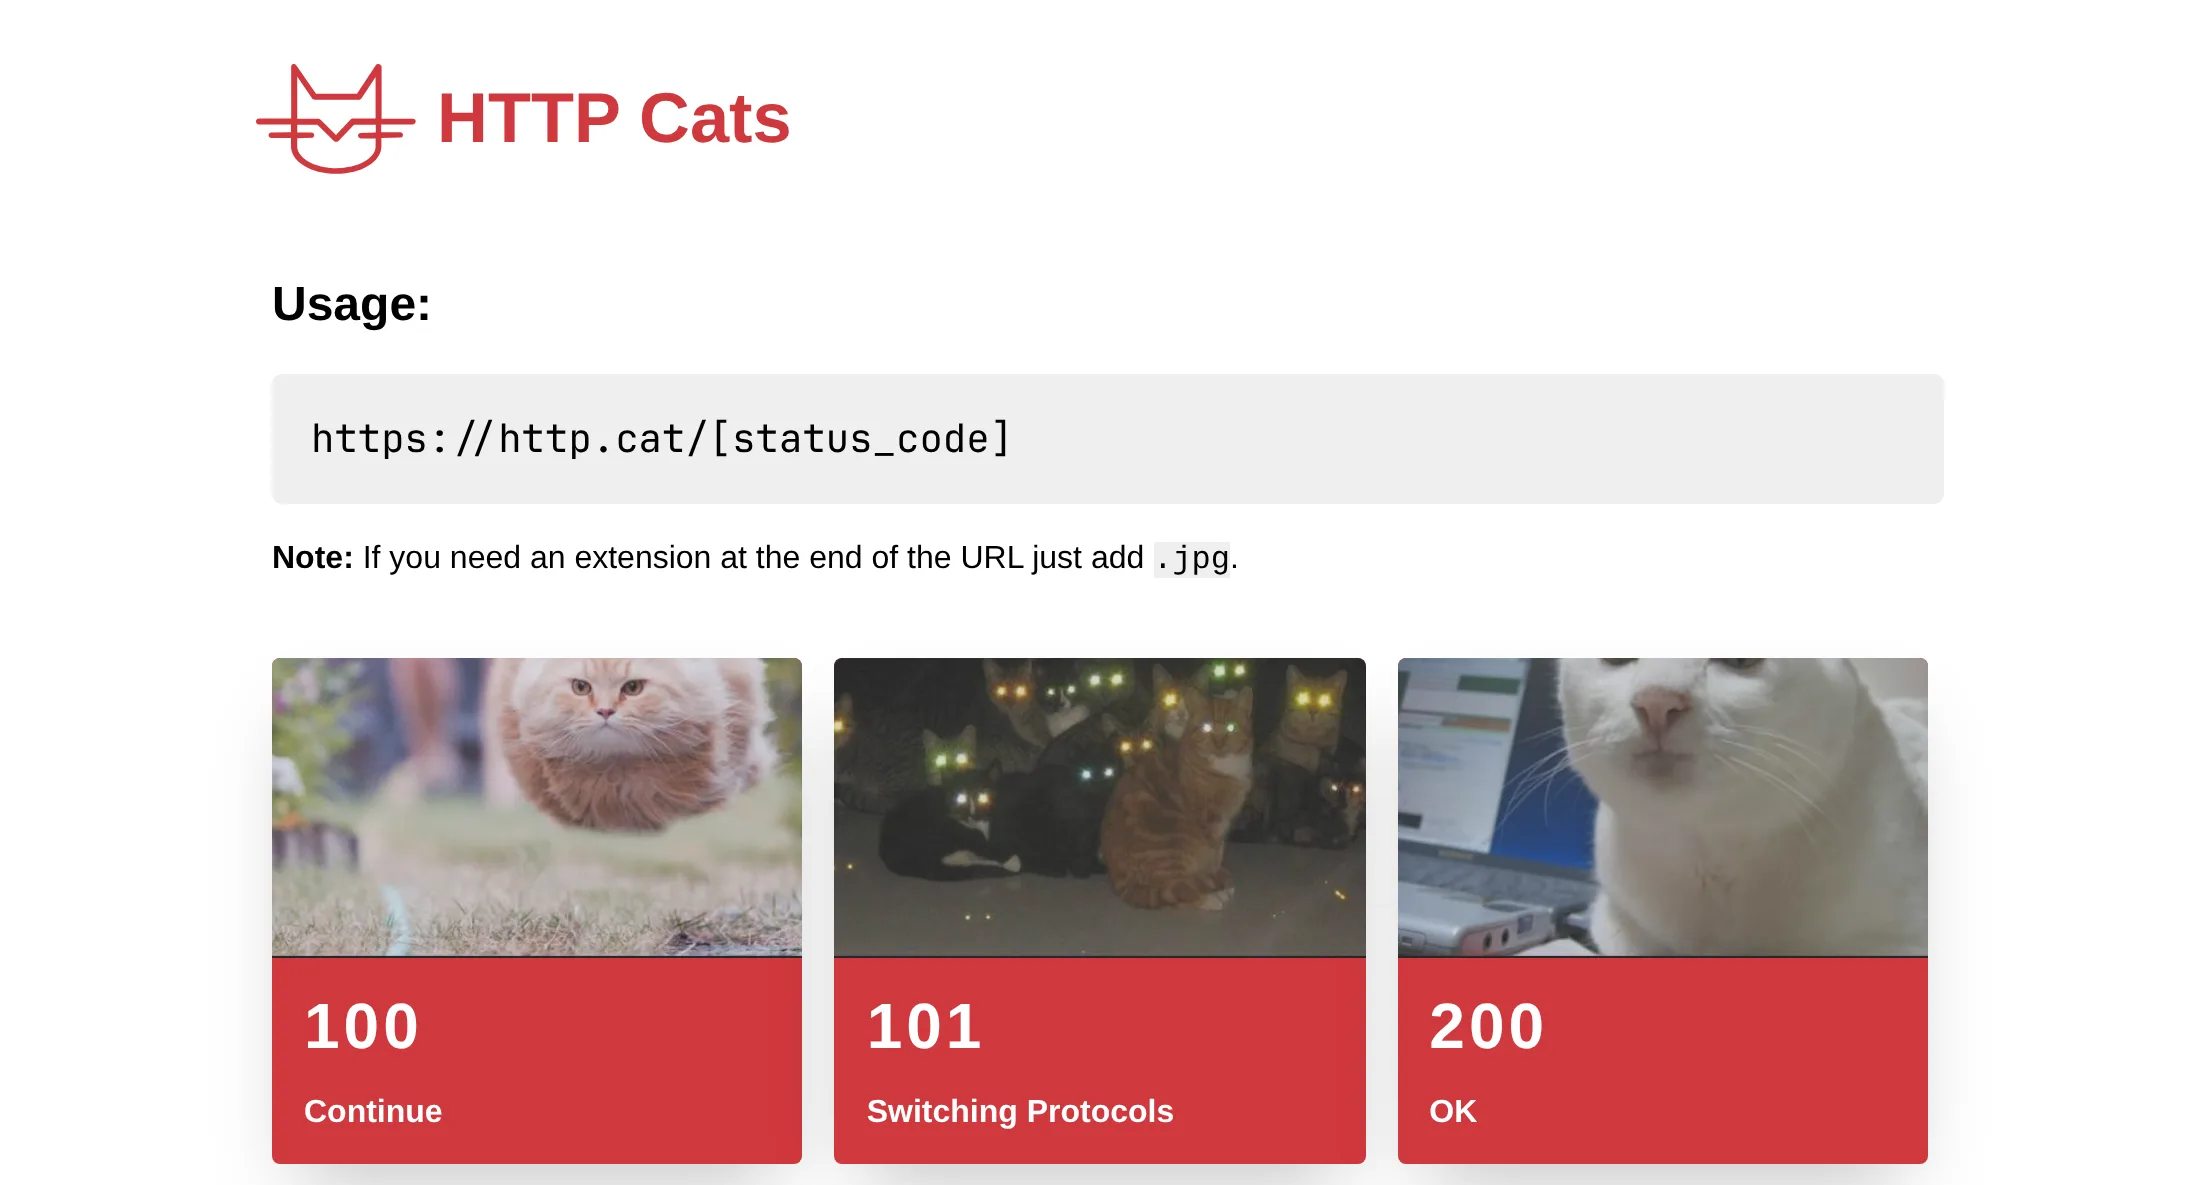 HTTP Cats
Usage:
https://http.cat/[status_code]
Note: If you need an extension at the end of the URL just add .jpg.
100
Continue
101
Switching Protocols
200
OK